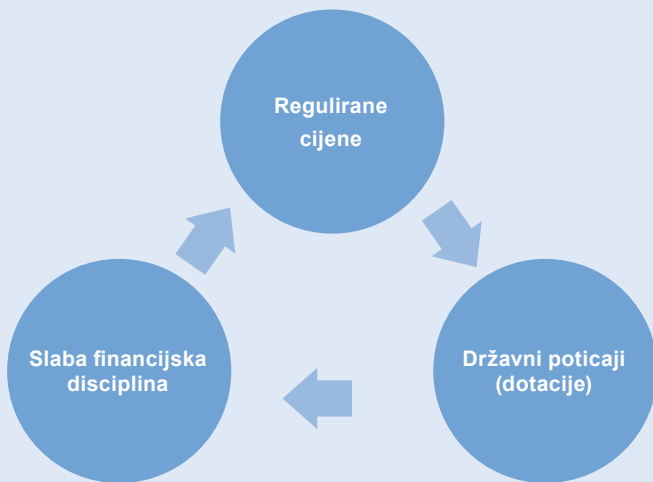 Regulirane
cijene
Slaba financijska
disciplina
Državni poticaji
(dotacije)